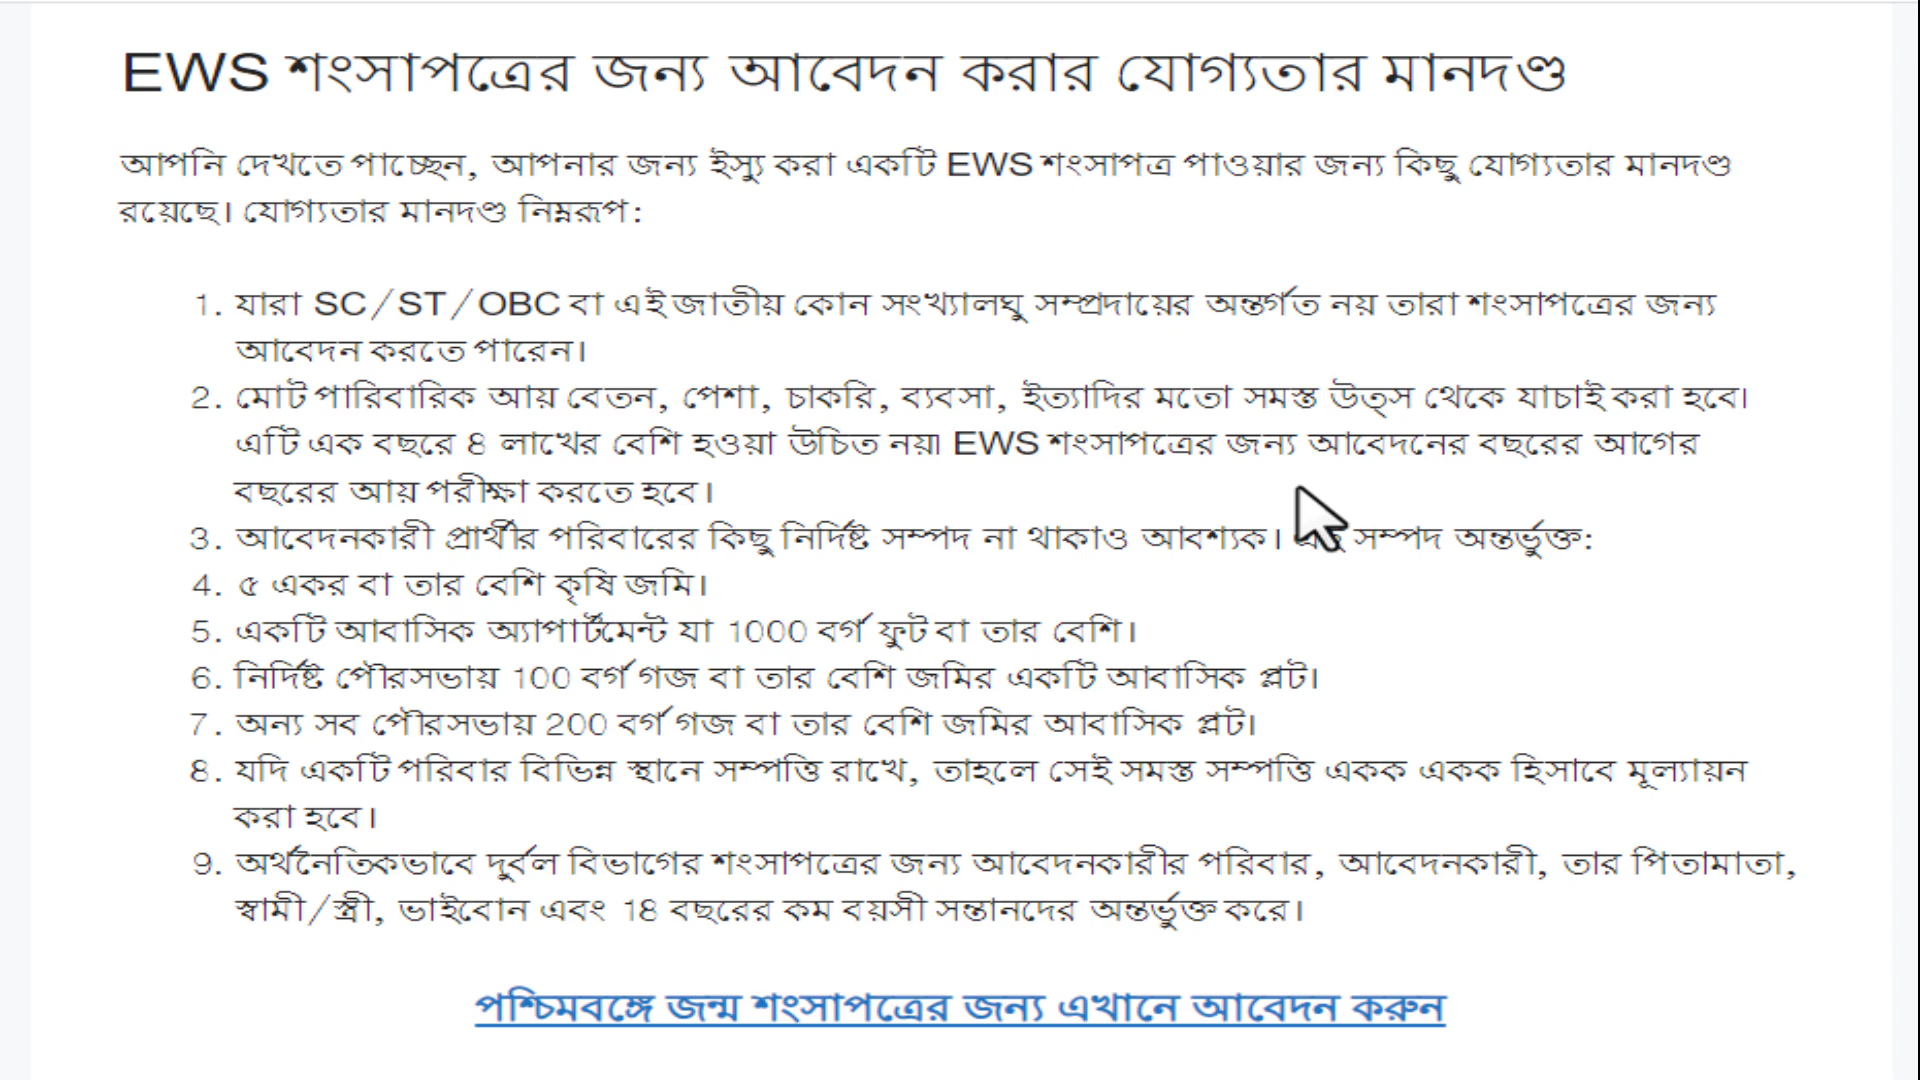 EWS শংসাপত্রের জন্য আবেদন করার যোগ্যতার মানদণ্ড
আপনি দেখতে পাচ্ছেন, আপনার জন্য ইস্যু করা একটি EWS শংসাপত্র পাওয়ার জন্য কিছু যোগ্যতার মানদণ্ড
রয়েছে। যোগ্যতার মানদণ্ড নিম্নরূপ:
1. যারা SC/ST/OBC বা এই জাতীয় কোন সংখ্যালঘু সম্প্রদায়ের অন্তর্গত নয় তারা শংসাপত্রের জন্য
আবেদন করতে পারেন।
2. মোট পারিবারিক আয় বেতন, পেশা, চাকরি, ব্যবসা, ইত্যাদির মতো সমস্ত উত্স থেকে যাচাই করা হবে।
এটি এক বছরে 8 লাখের বেশি হওয়া উচিত নয়। EWS শংসাপত্রের জন্য আবেদনের বছরের আগের
বছরের আয় পরীক্ষা করতে হবে।
3. আবেদনকারী প্রার্থীর পরিবারের কিছু নির্দিষ্ট সম্পদ না থাকাও আবশ্যক। সম্পদ অন্তর্ভুক্ত:
4. ৫ একর বা তার বেশি কৃষি জমি।
5. একটি আবাসিক অ্যাপার্টমেন্ট যা 1000 বর্গ ফুট বা তার বেশি।
6. নির্দিষ্ট পৌরসভায় 100 বর্গ গজ বা তার বেশি জমির একটি আবাসিক প্লট।
7. অন্য সব পৌরসভায় 200 বর্গ গজ বা তার বেশি জমির আবাসিক প্লট।
8. যদি একটি পরিবার বিভিন্ন স্থানে সম্পত্তি রাখে, তাহলে সেই সমস্ত সম্পত্তি একক একক হিসাবে মূল্যায়ন
করা হবে।
9. অর্থনৈতিকভাবে দুর্বল বিভাগের শংসাপত্রের জন্য আবেদনকারীর পরিবার, আবেদনকারী, তার পিতামাতা,
স্বামী/স্ত্রী, ভাইবোন এবং 18 বছরের কম বয়সী সন্তানদের অন্তর্ভুক্ত করে।
পশ্চিমবঙ্গে জন্ম শংসাপত্রের জন্য এখানে আবেদন করুন